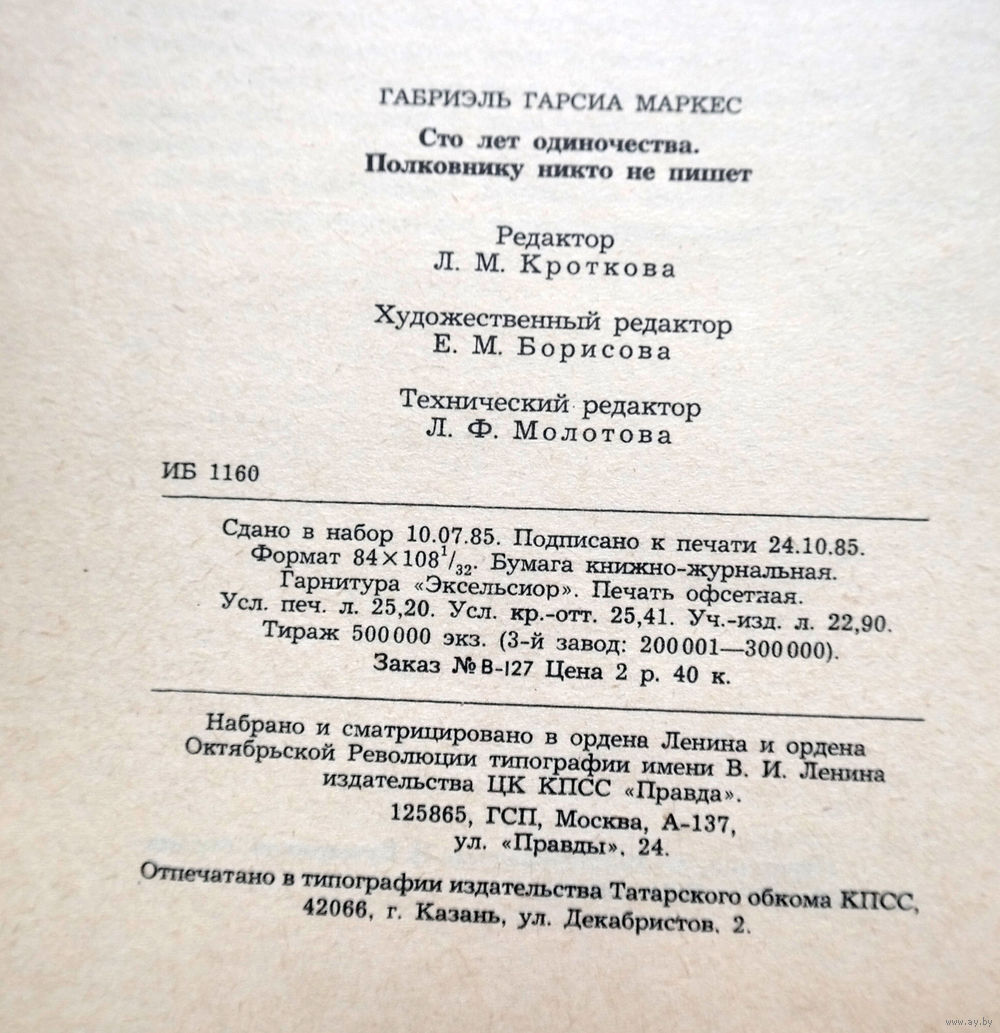 ГАБРИЭЛЬ ГАРСИА МАРКЕС
Сто лет одиночества.
Полковнику никто не пишет
Редактор
Л. М. Кроткова
Художественный редактор
Е. М. Борисова
Технический редактор
Л. Ф. Молотова
ИБ 1160
Сдано в набор 10.07.85. Подписано к печати 24.10.85.
Формат 84×108¹/₃₂. Бумага книжно-журнальная.
Гарнитура «Эксельсиор». Печать офсетная.
Усл. печ. л. 25,20. Усл. кр.-отт. 25,41. Уч.-изд. л. 22,90.
Тираж 500 000 экз. (3-й завод: 200 001—300 000).
Заказ № В-127 Цена 2 р. 40 к.
Набрано и сматрицировано в ордена Ленина и ордена
Октябрьской Революции типографии имени В. И. Ленина
издательства ЦК КПСС «Правда».
125865, ГСП, Москва, А-137,
ул. «Правды», 24.
Отпечатано в типографии издательства Татарского обкома КПСС,
42066, г. Казань, ул. Декабристов, 2.
www.ay.by